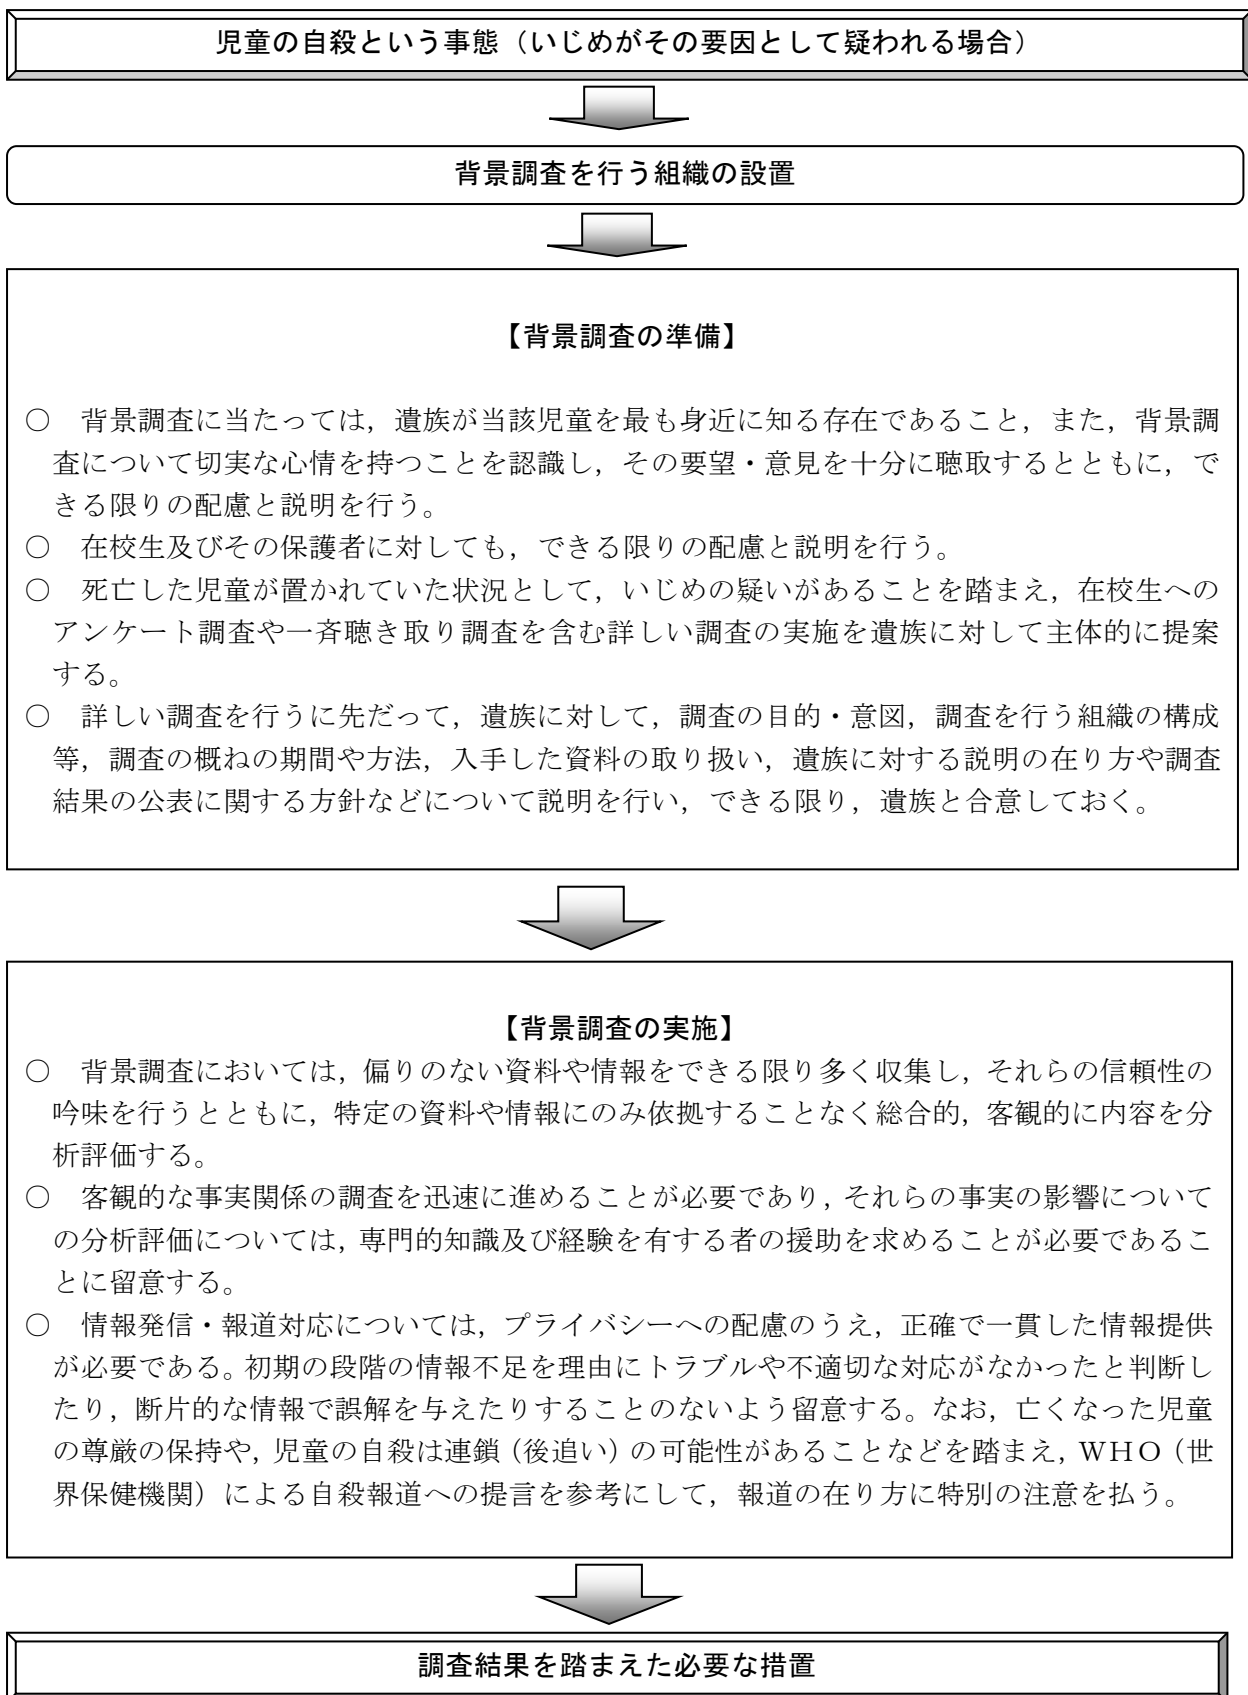 児童の自殺という事態（いじめがその要因として疑われる場合）
背景調査を行う組織の設置
【背景調査の準備】
○　背景調査に当たっては，遺族が当該児童を最も身近に知る存在であること，また，背景調
査について切実な心情を持つことを認識し，その要望・意見を十分に聴取するとともに，で
きる限りの配慮と説明を行う。
○　在校生及びその保護者に対しても，できる限りの配慮と説明を行う。
○　死亡した児童が置かれていた状況として，いじめの疑いがあることを踏まえ，在校生への
アンケート調査や一斉聴き取り調査を含む詳しい調査の実施を遺族に対して主体的に提案
する。
○　詳しい調査を行うに先だって，遺族に対して，調査の目的・意図，調査を行う組織の構成
等，調査の概ねの期間や方法，入手した資料の取り扱い，遺族に対する説明の在り方や調査
結果の公表に関する方針などについて説明を行い，できる限り，遺族と合意しておく。
【背景調査の実施】
○　背景調査においては，偏りのない資料や情報をできる限り多く収集し，それらの信頼性の
吟味を行うとともに，特定の資料や情報にのみ依拠することなく総合的，客観的に内容を分
析評価する。
○　客観的な事実関係の調査を迅速に進めることが必要であり，それらの事実の影響について
の分析評価については，専門的知識及び経験を有する者の援助を求めることが必要であるこ
とに留意する。
○　情報発信・報道対応については，プライバシーへの配慮のうえ，正確で一貫した情報提供
が必要である。初期の段階の情報不足を理由にトラブルや不適切な対応がなかったと判断し
たり，断片的な情報で誤解を与えたりすることのないよう留意する。なお，亡くなった児童
の尊厳の保持や，児童の自殺は連鎖（後追い）の可能性があることなどを踏まえ，ＷＨＯ（世
界保健機関）による自殺報道への提言を参考にして，報道の在り方に特別の注意を払う。
調査結果を踏まえた必要な措置